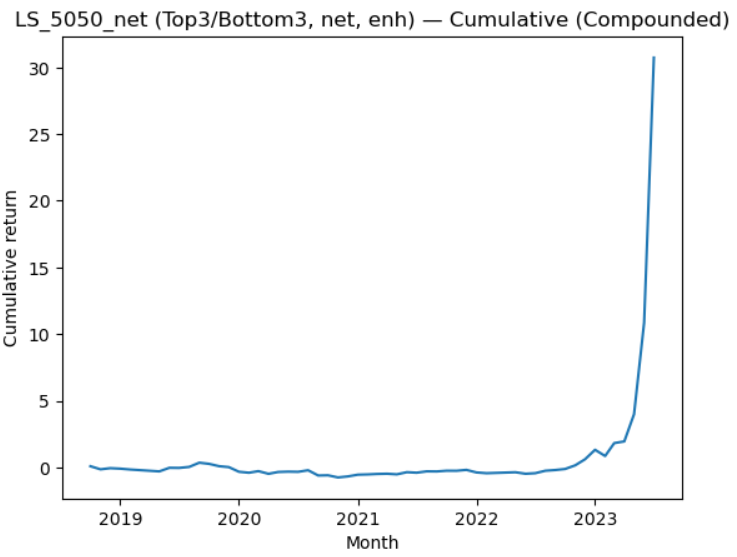 LS_5050_net (Top3/Bottom3, net, enh) — Cumulative (Compounded)
Cumulative return
30
25
20
15
10
5
0
2019 2020 2021 2022 2023
Month